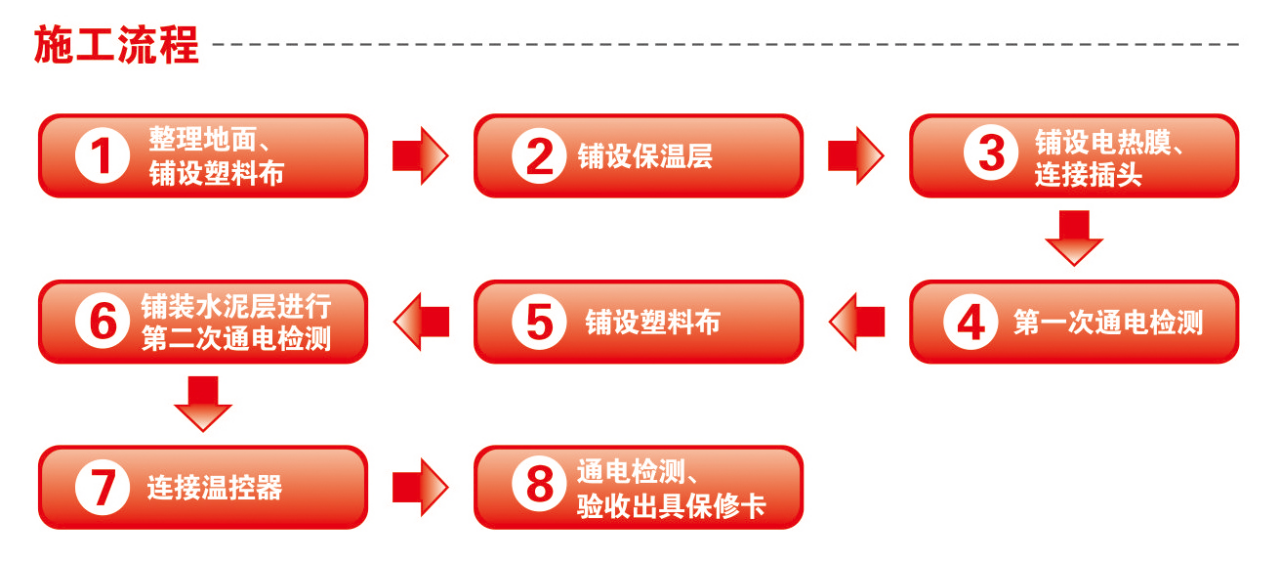 施工流程
1
整理地面、
铺设塑料布
2
铺设保温层
3
铺设电热膜、
连接插头
4
第一次通电检测
5
铺设塑料布
6
铺装水泥层进行
第二次通电检测
7
连接温控器
8
通电检测、
验收出具保修卡